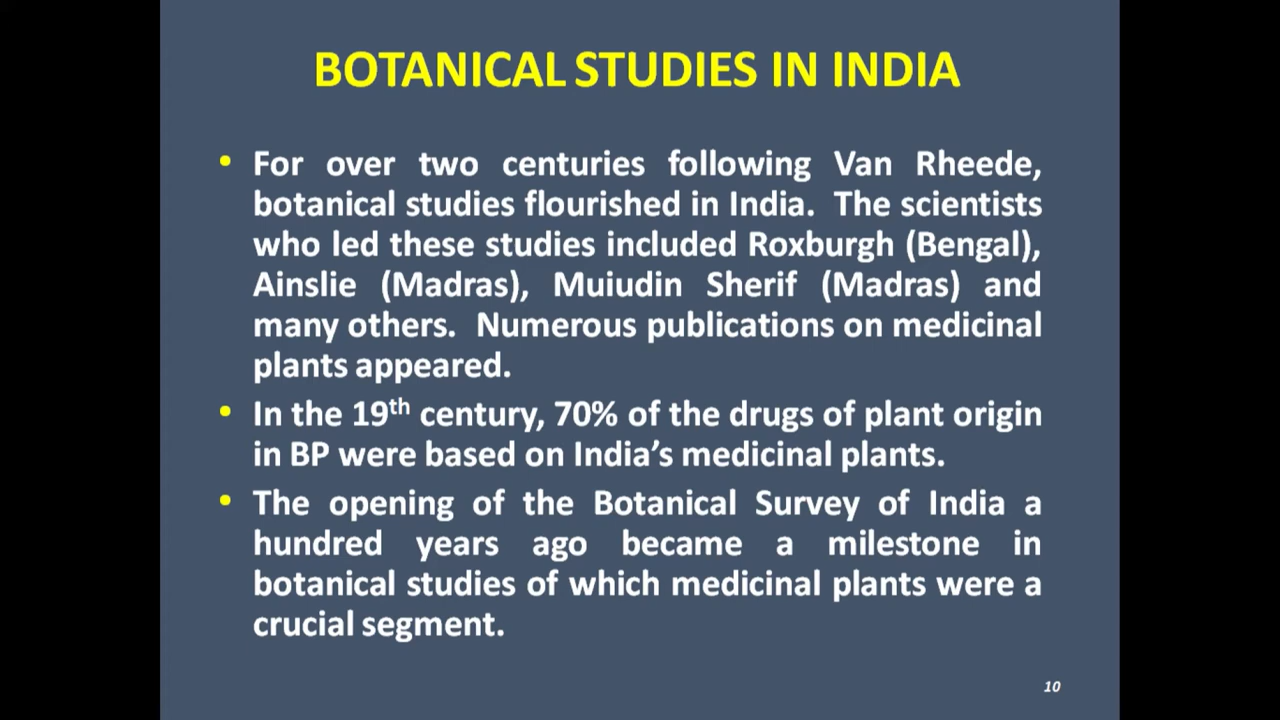 BOTANICAL STUDIES IN INDIA
• For over two centuries following Van Rheede,
botanical studies flourished in India. The scientists
who led these studies included Roxburgh (Bengal),
Ainslie (Madras), Muiudin Sherif (Madras) and
many others. Numerous publications on medicinal
plants appeared.
• In the 19th century, 70% of the drugs of plant origin
in BP were based on India’s medicinal plants.
• The opening of the Botanical Survey of India a
hundred years ago became a milestone in
botanical studies of which medicinal plants were a
crucial segment.
10